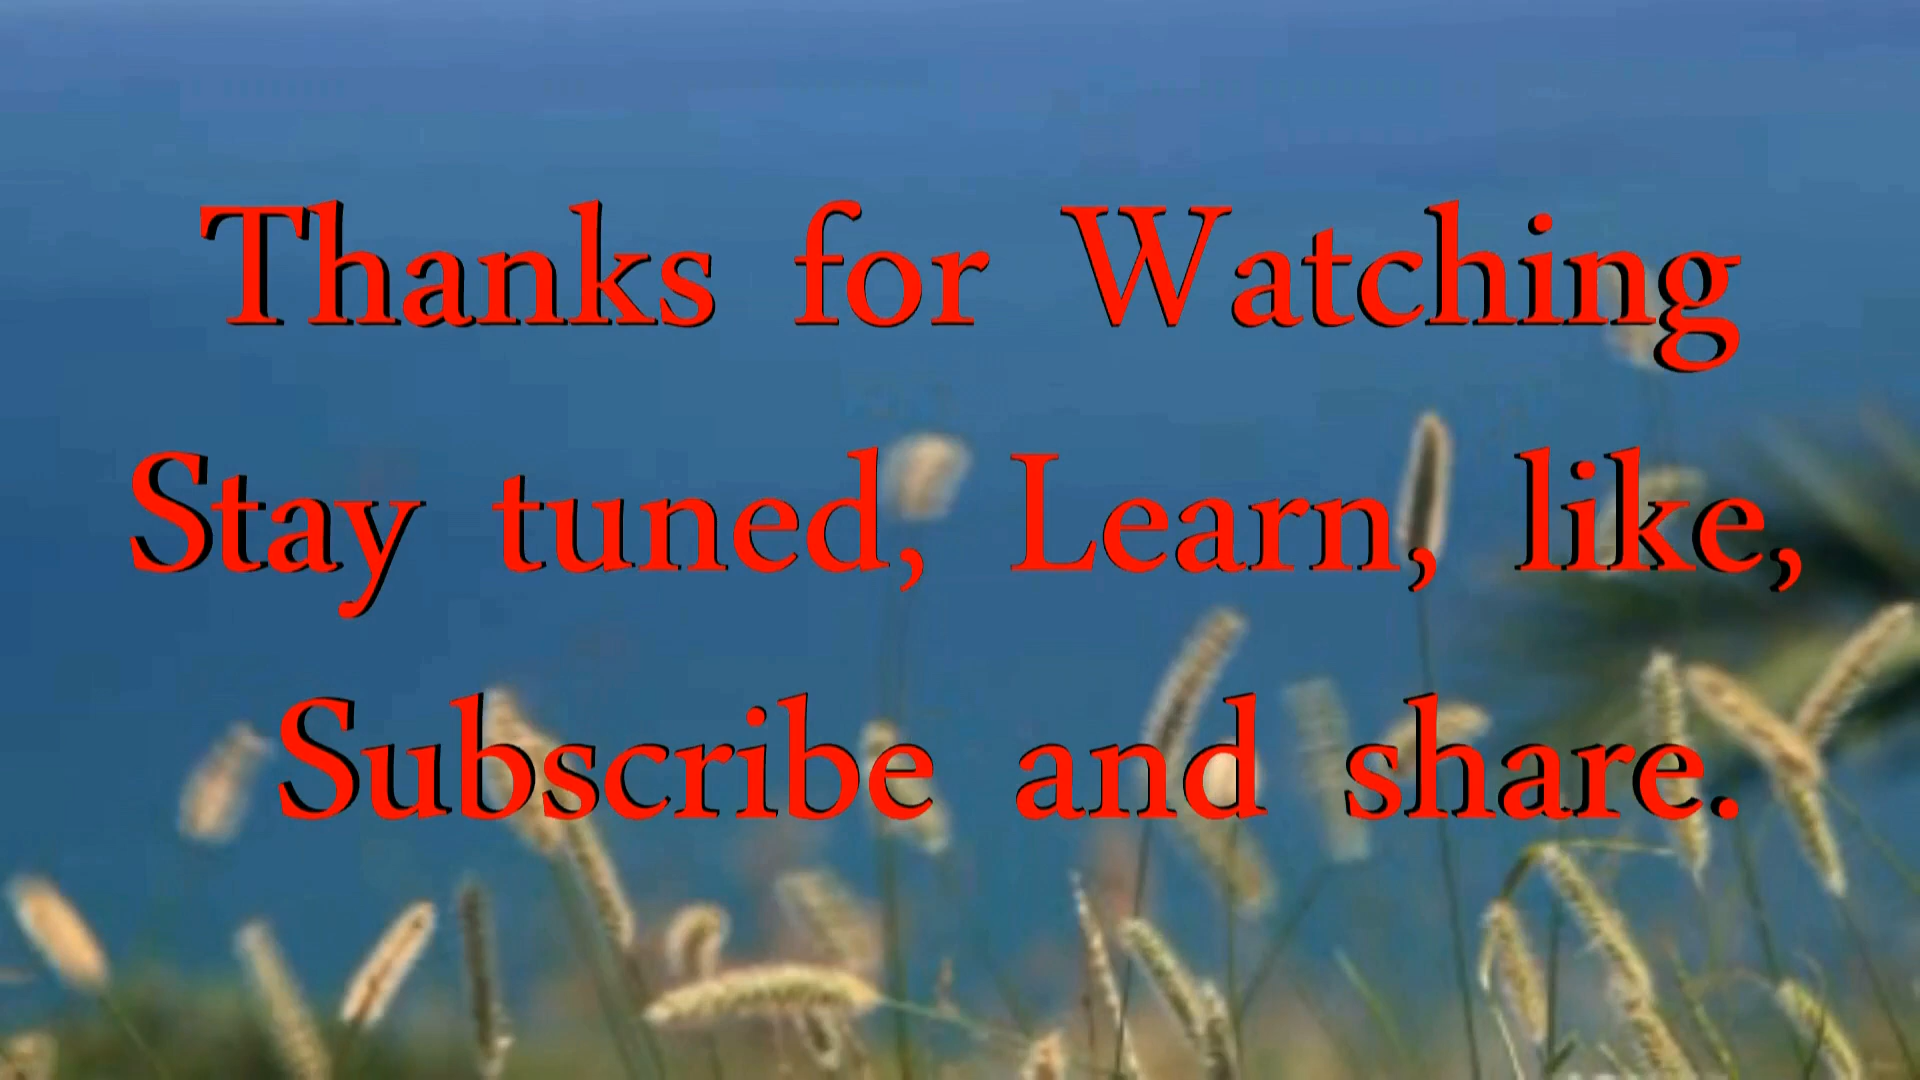 Thanks for Watching
Stay tuned, Learn, like,
Subscribe and share.